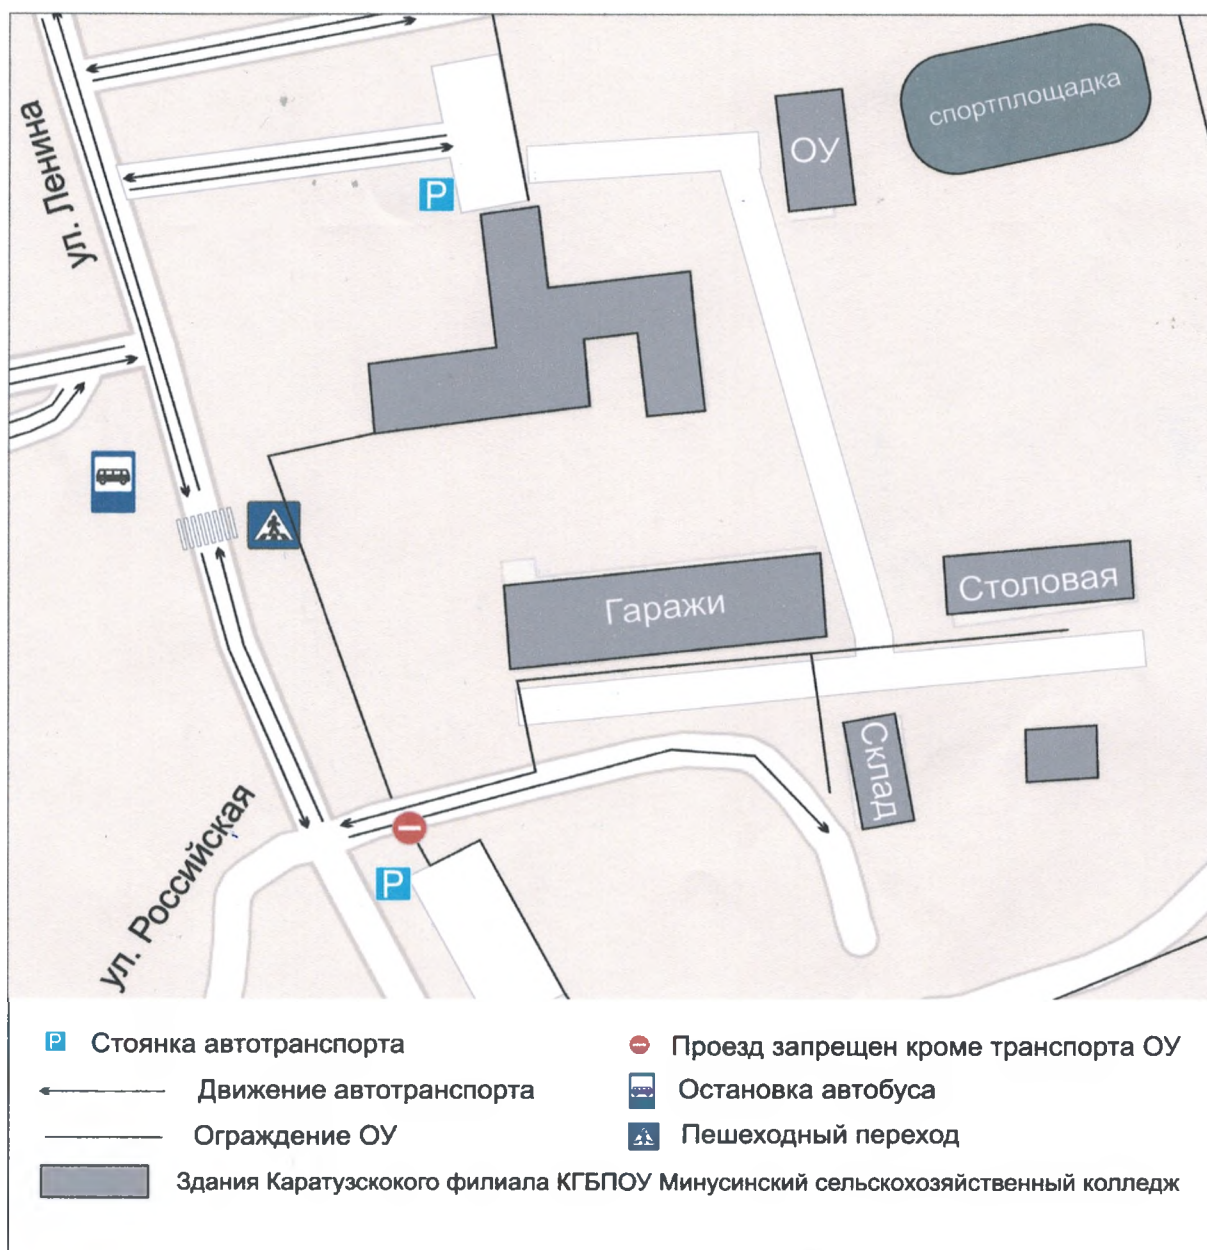 ул. Ленина
спортплощадка
ОУ
P
Гаражи
Столовая
Склад
ул. Российская
P
P Стоянка автотранспорта
Проезд запрещен кроме транспорта ОУ
Движение автотранспорта
Остановка автобуса
Ограждение ОУ
Пешеходный переход
Здания Каратузскокого филиала КГБПОУ Минусинский сельскохозяйственный колледж